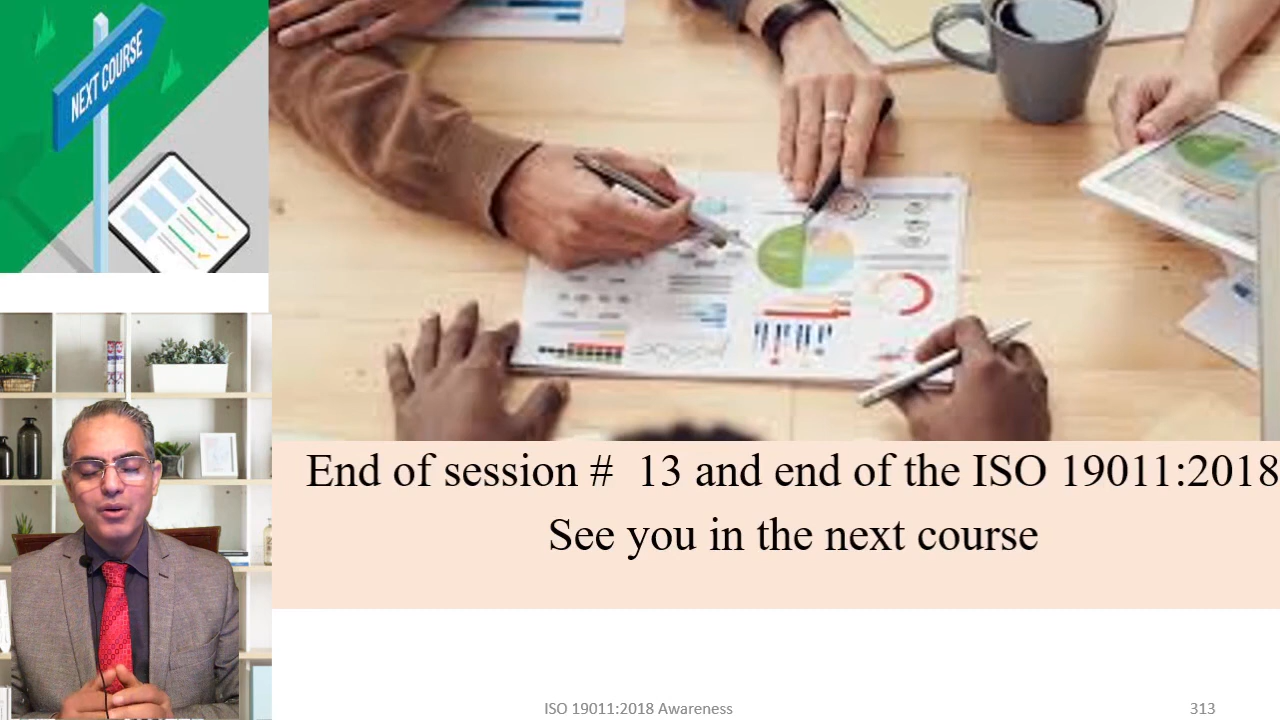 NEXT COURSE
End of session #  13 and end of the ISO 19011:2018
See you in the next course
ISO 19011:2018 Awareness
313